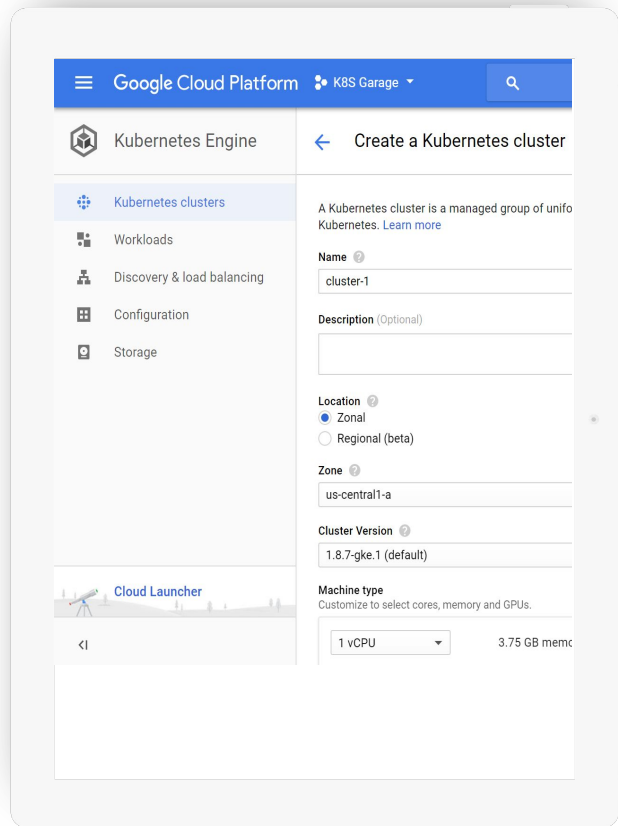 Google Cloud Platform K8S Garage
Kubernetes Engine
Create a Kubernetes cluster
Kubernetes clusters
Workloads
Discovery & load balancing
Configuration
Storage
Cloud Launcher
A Kubernetes cluster is a managed group of unifo
Kubernetes. Learn more
Name
cluster-1
Description (Optional)
Location
Zonal
Regional (beta)
Zone
us-central1-a
Cluster Version
1.8.7-gke.1 (default)
Machine type
Customize to select cores, memory and GPUs.
1 vCPU 3.75 GB memo